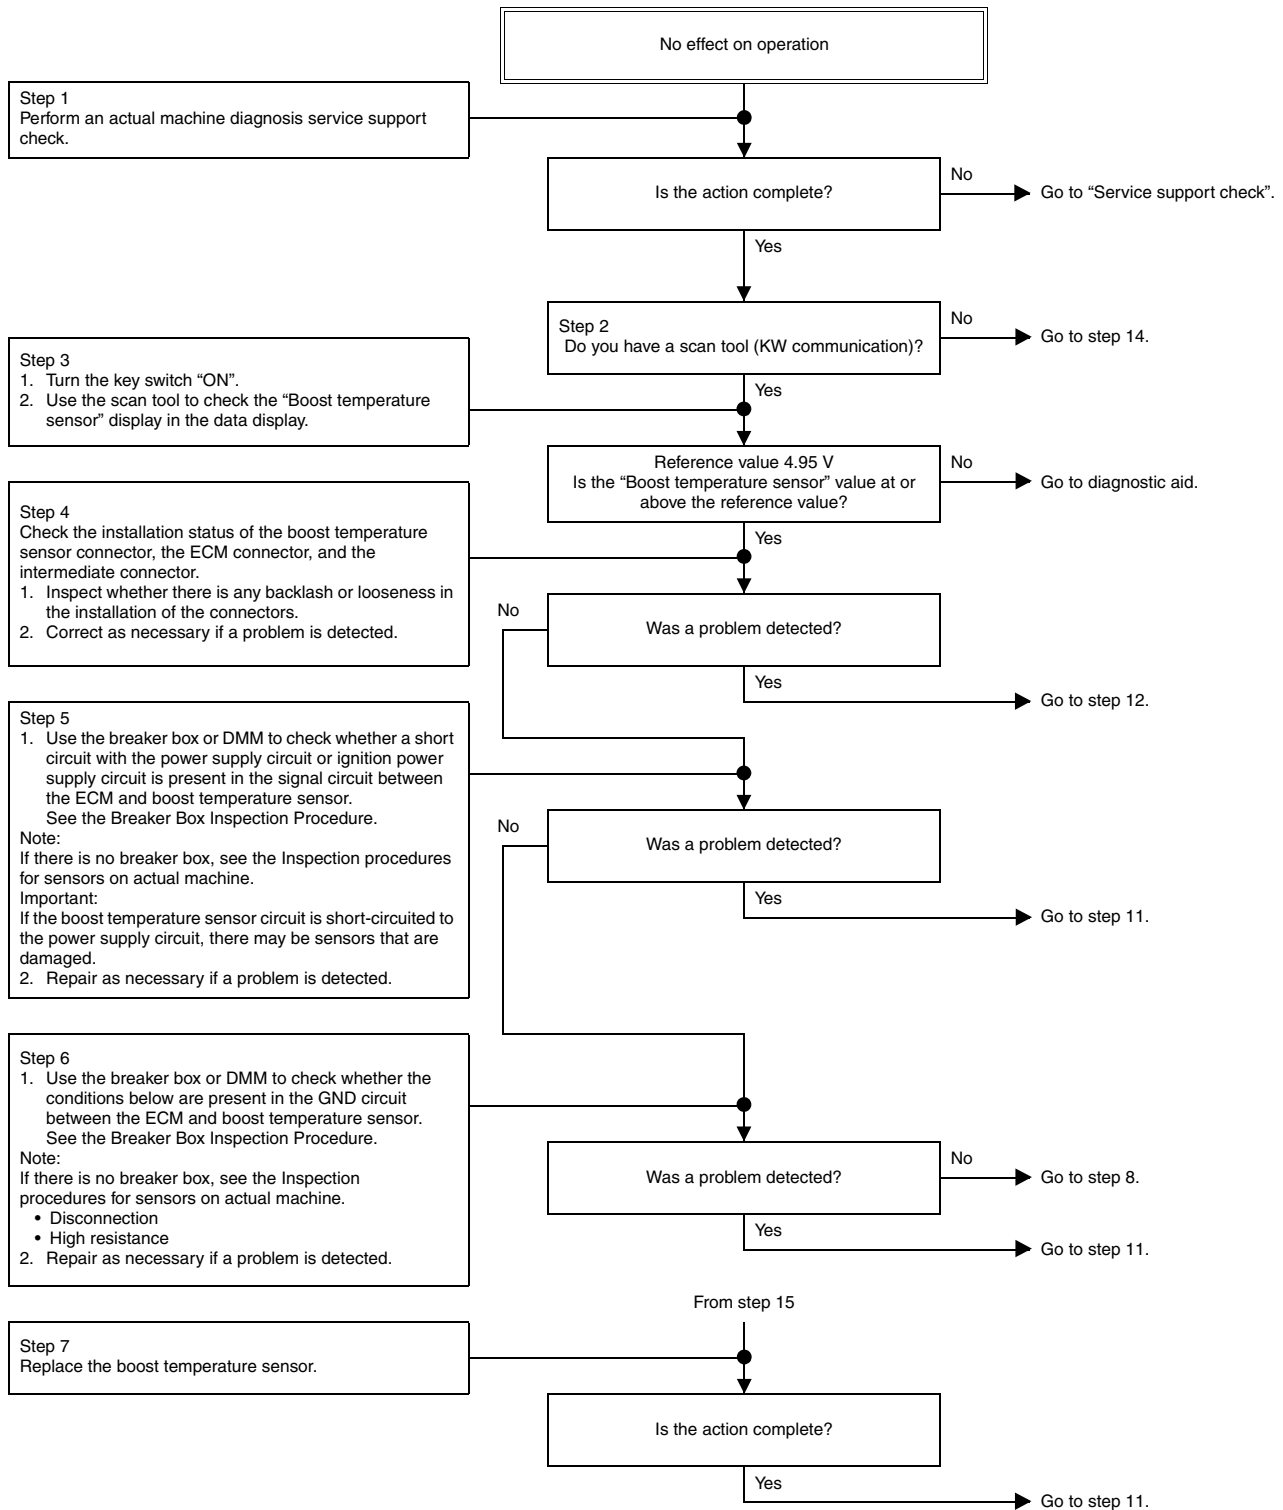 No effect on operation
Step 1
Perform an actual machine diagnosis service support
check.
Is the action complete?
No
Go to “Service support check”.
Yes
Step 2
Do you have a scan tool (KW communication)?
No
Go to step 14.
Yes
Step 3
1. Turn the key switch “ON”.
2. Use the scan tool to check the “Boost temperature
sensor” display in the data display.
Reference value 4.95 V
Is the “Boost temperature sensor” value at or
above the reference value?
No
Go to diagnostic aid.
Yes
Step 4
Check the installation status of the boost temperature
sensor connector, the ECM connector, and the
intermediate connector.
1. Inspect whether there is any backlash or looseness in
the installation of the connectors.
2. Correct as necessary if a problem is detected.
No
Was a problem detected?
Yes
Go to step 12.
Step 5
1. Use the breaker box or DMM to check whether a short
circuit with the power supply circuit or ignition power
supply circuit is present in the signal circuit between
the ECM and boost temperature sensor.
See the Breaker Box Inspection Procedure.
Note:
If there is no breaker box, see the Inspection procedures
for sensors on actual machine.
Important:
If the boost temperature sensor circuit is short-circuited to
the power supply circuit, there may be sensors that are
damaged.
2. Repair as necessary if a problem is detected.
No
Was a problem detected?
Yes
Go to step 11.
Step 6
1. Use the breaker box or DMM to check whether the
conditions below are present in the GND circuit
between the ECM and boost temperature sensor.
See the Breaker Box Inspection Procedure.
Note:
If there is no breaker box, see the Inspection
procedures for sensors on actual machine.
• Disconnection
• High resistance
2. Repair as necessary if a problem is detected.
Was a problem detected?
No
Go to step 8.
Yes
Go to step 11.
From step 15
Step 7
Replace the boost temperature sensor.
Is the action complete?
Yes
Go to step 11.